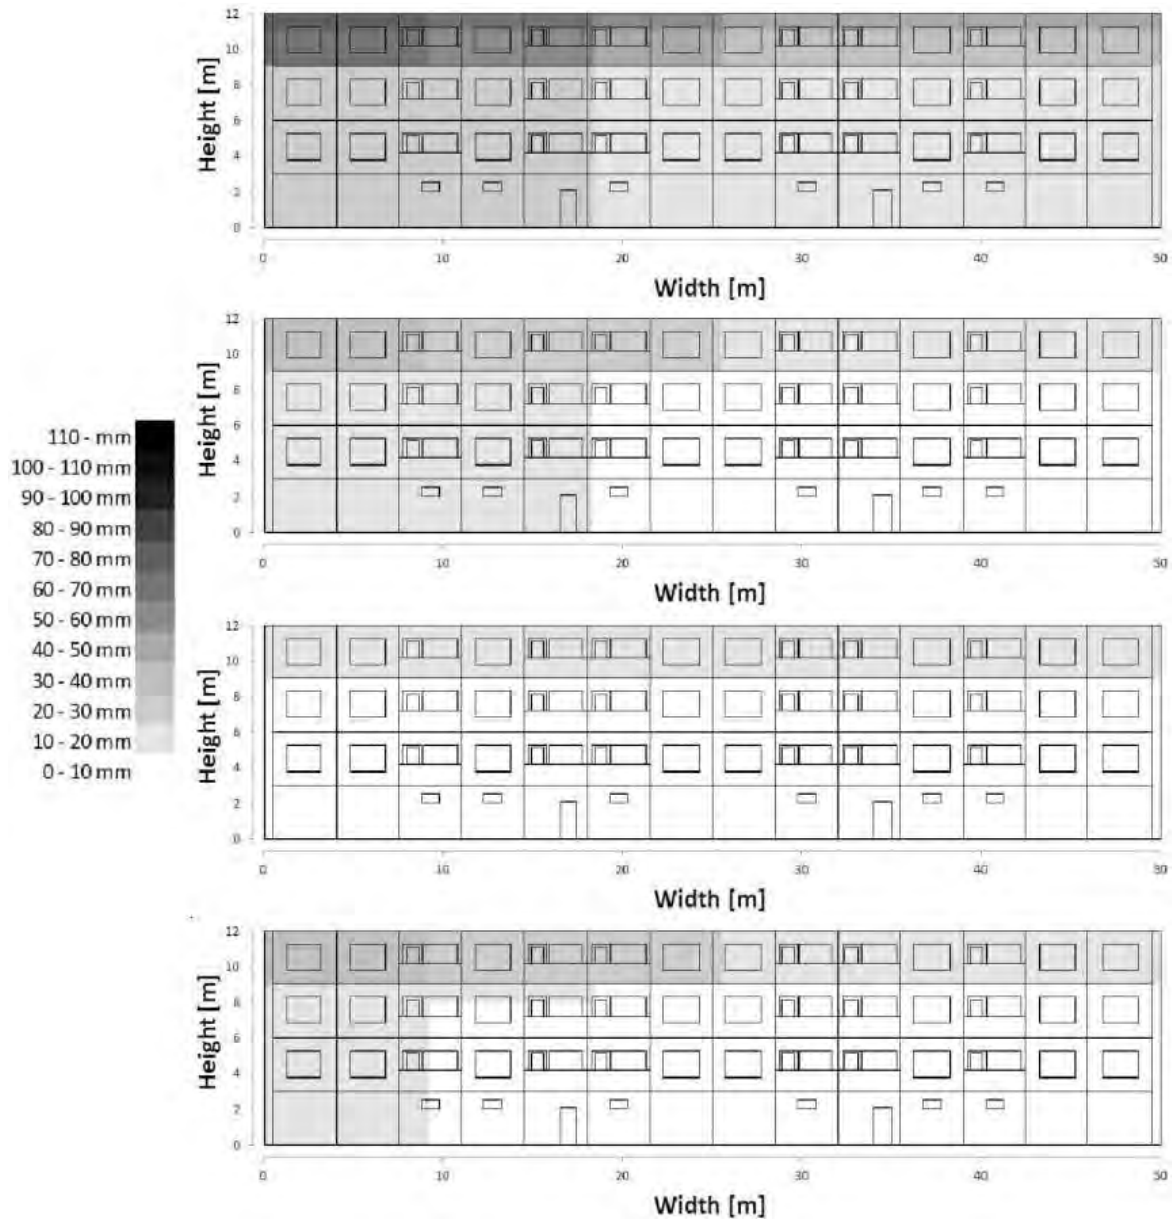 12
10
8
6
4
2
0
Height [m]
0 10 20 30 40 50
Width [m]
12
10
8
6
4
2
0
Height [m]
0 10 20 30 40 50
Width [m]
110 - mm
100 - 110 mm
90 - 100 mm
80 - 90 mm
70 - 80 mm
60 - 70 mm
50 - 60 mm
40 - 50 mm
30 - 40 mm
20 - 30 mm
10 - 20 mm
0 - 10 mm
12
10
8
6
4
2
0
Height [m]
0 10 20 30 40 50
Width [m]
12
10
8
6
4
2
0
Height [m]
0 10 20 30 40 50
Width [m]